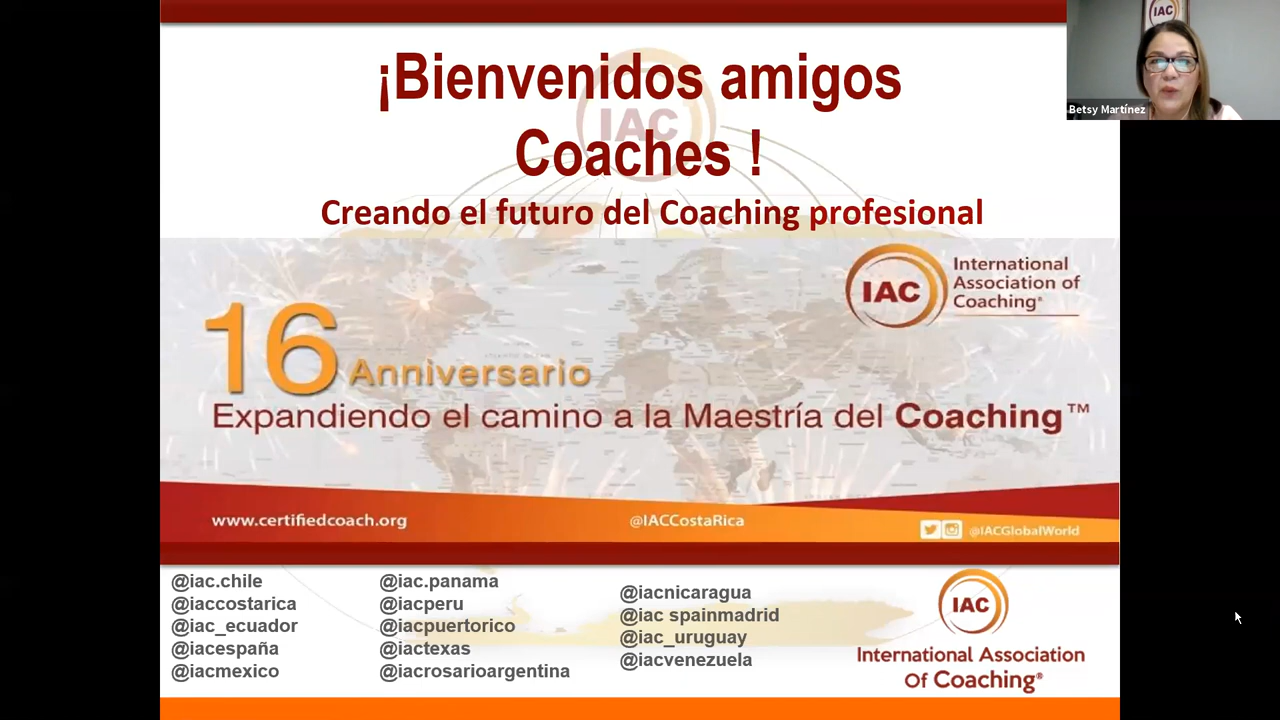 ¡Bienvenidos amigos
Coaches !
IAC
Creando el futuro del Coaching profesional
IAC
Betsy Martínez
IAC
International
Association of
Coaching®
16 Anniversario
Expandiendo el camino a la Maestría del Coaching™
www.certifiedcoach.org
@IACCostaRica
@IACGlobalWorld
@iac.chile
@iaccostarica
@iac_ecuador
@iacespaña
@iacmexico
@iac.panama
@iacperu
@iacpuertorico
@iactexas
@iacrosarioargentina
@iacnicaragua
@iac spainmadrid
@iac_uruguay
@iacvenezuela
IAC
International Association
Of Coaching®